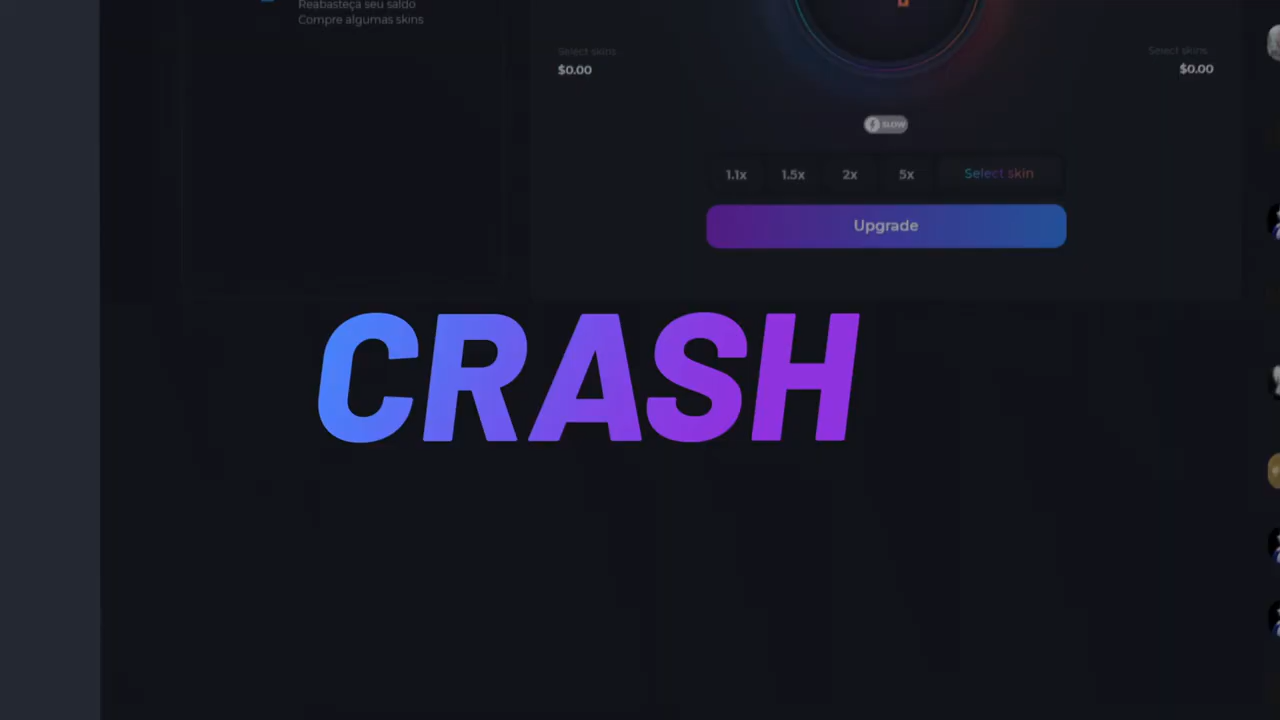 Reabasteça seu saldo
Compre algumas skins
Select skins
$0.00
Select skins
$0.00
SLOW
1.1x
1.5x
2x
5x
Select skin
Upgrade
CRASH